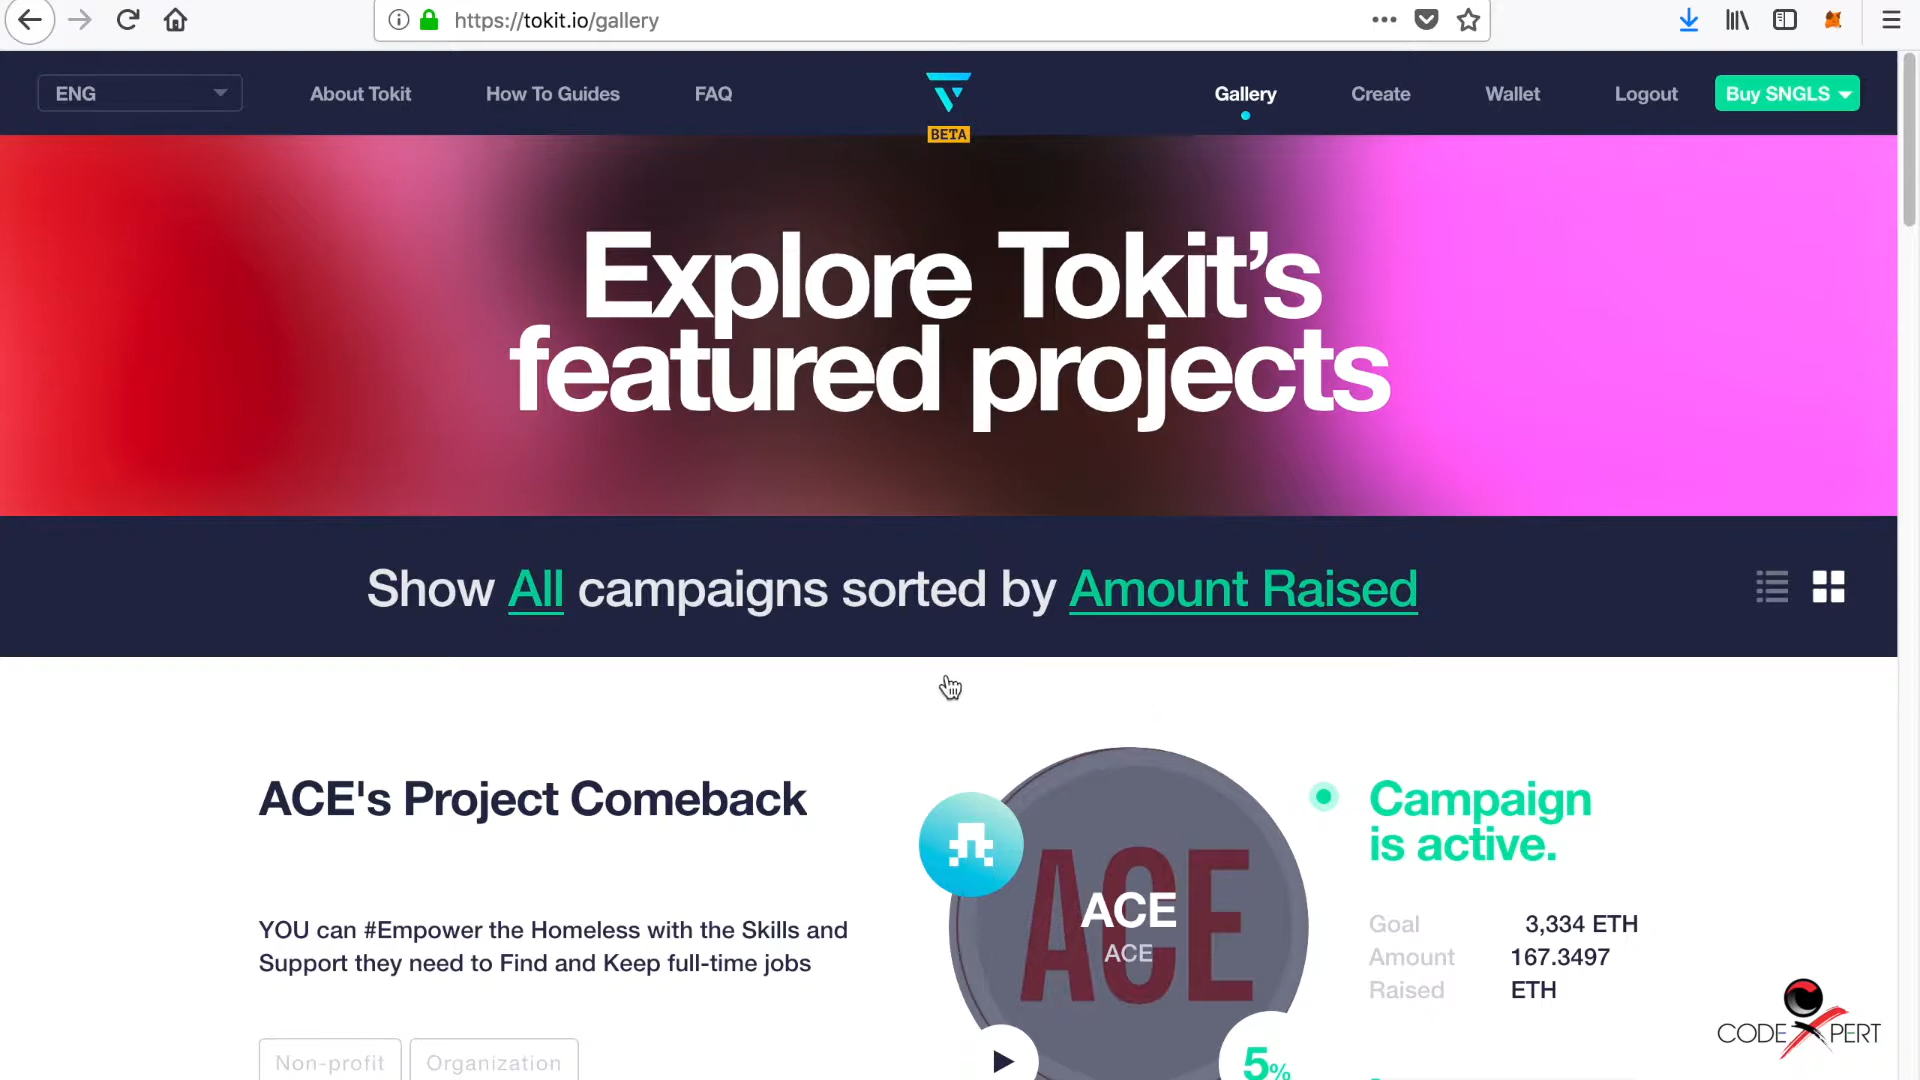 https://tokit.io/gallery
ENG
About Tokit
How To Guides
FAQ
BETA
Gallery
Create
Wallet
Logout
Buy SNGLS
Explore Tokit’s
featured projects
Show All campaigns sorted by Amount Raised
ACE's Project Comeback
YOU can #Empower the Homeless with the Skills and
Support they need to Find and Keep full-time jobs
Non-profit
Organization
ACE
ACE
ACE
5%
Campaign
is active.
Goal 3,334 ETH
Amount 167.3497
Raised ETH
CODEXPERT